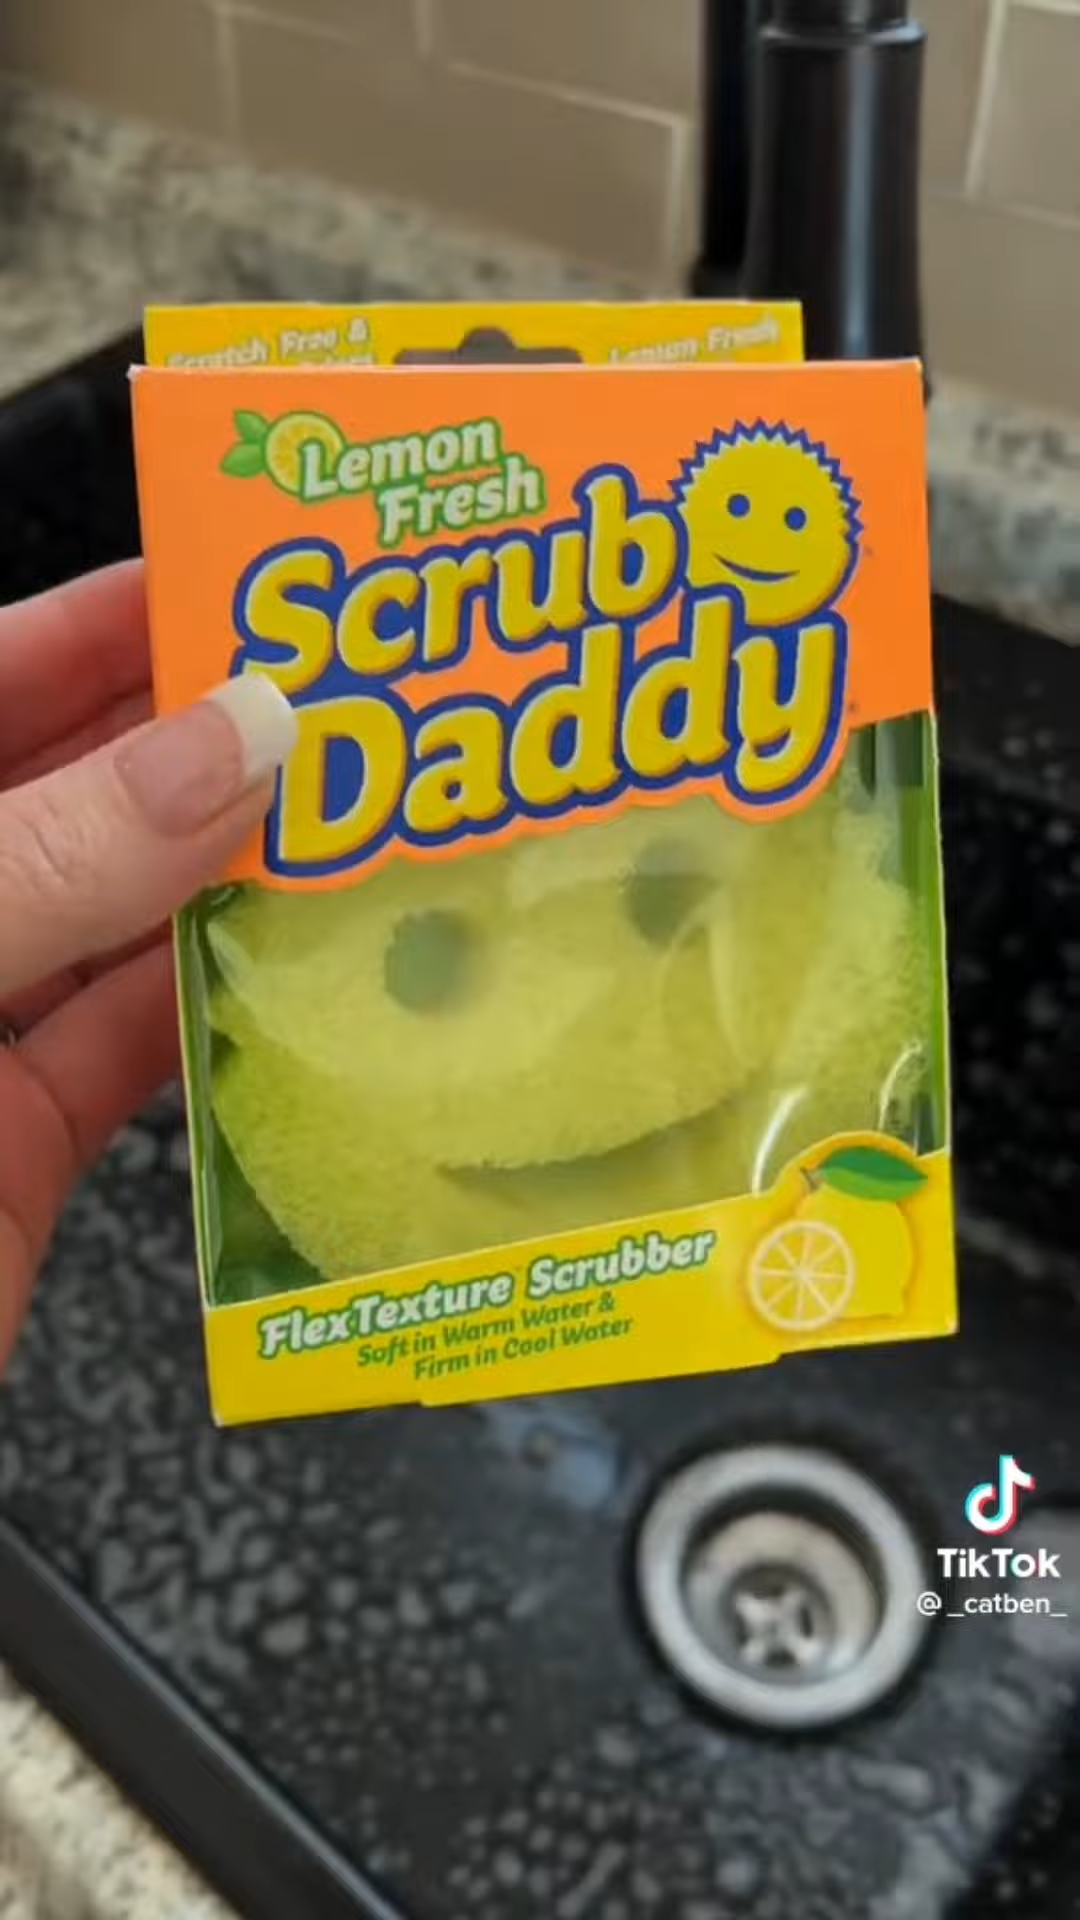 Scratch Free &
Lemon Fresh
Lemon
Fresh
Scrub
Daddy
FlexTexture Scrubber
Soft in Warm Water &
Firm in Cool Water
TikTok
@_catben_